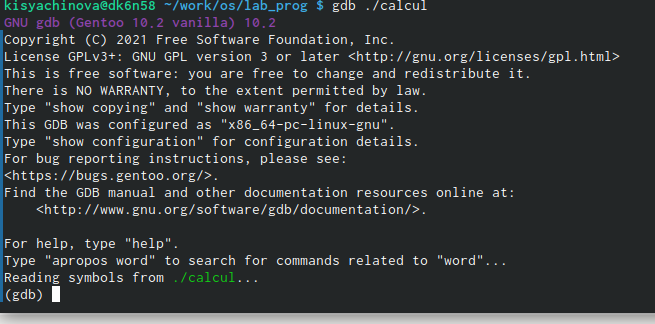 kisyachinova@dk6n58 ~/work/os/lab_prog $ gdb ./calcul
GNU gdb (Gentoo 10.2 vanilla) 10.2
Copyright (C) 2021 Free Software Foundation, Inc.
License GPLv3+: GNU GPL version 3 or later <http://gnu.org/licenses/gpl.html>
This is free software: you are free to change and redistribute it.
There is NO WARRANTY, to the extent permitted by law.
Type "show copying" and "show warranty" for details.
This GDB was configured as "x86_64-pc-linux-gnu".
Type "show configuration" for configuration details.
For bug reporting instructions, please see:
<https://bugs.gentoo.org/>.
Find the GDB manual and other documentation resources online at:
    <http://www.gnu.org/software/gdb/documentation/>.

For help, type "help".
Type "apropos word" to search for commands related to "word"...
Reading symbols from ./calcul...
(gdb)